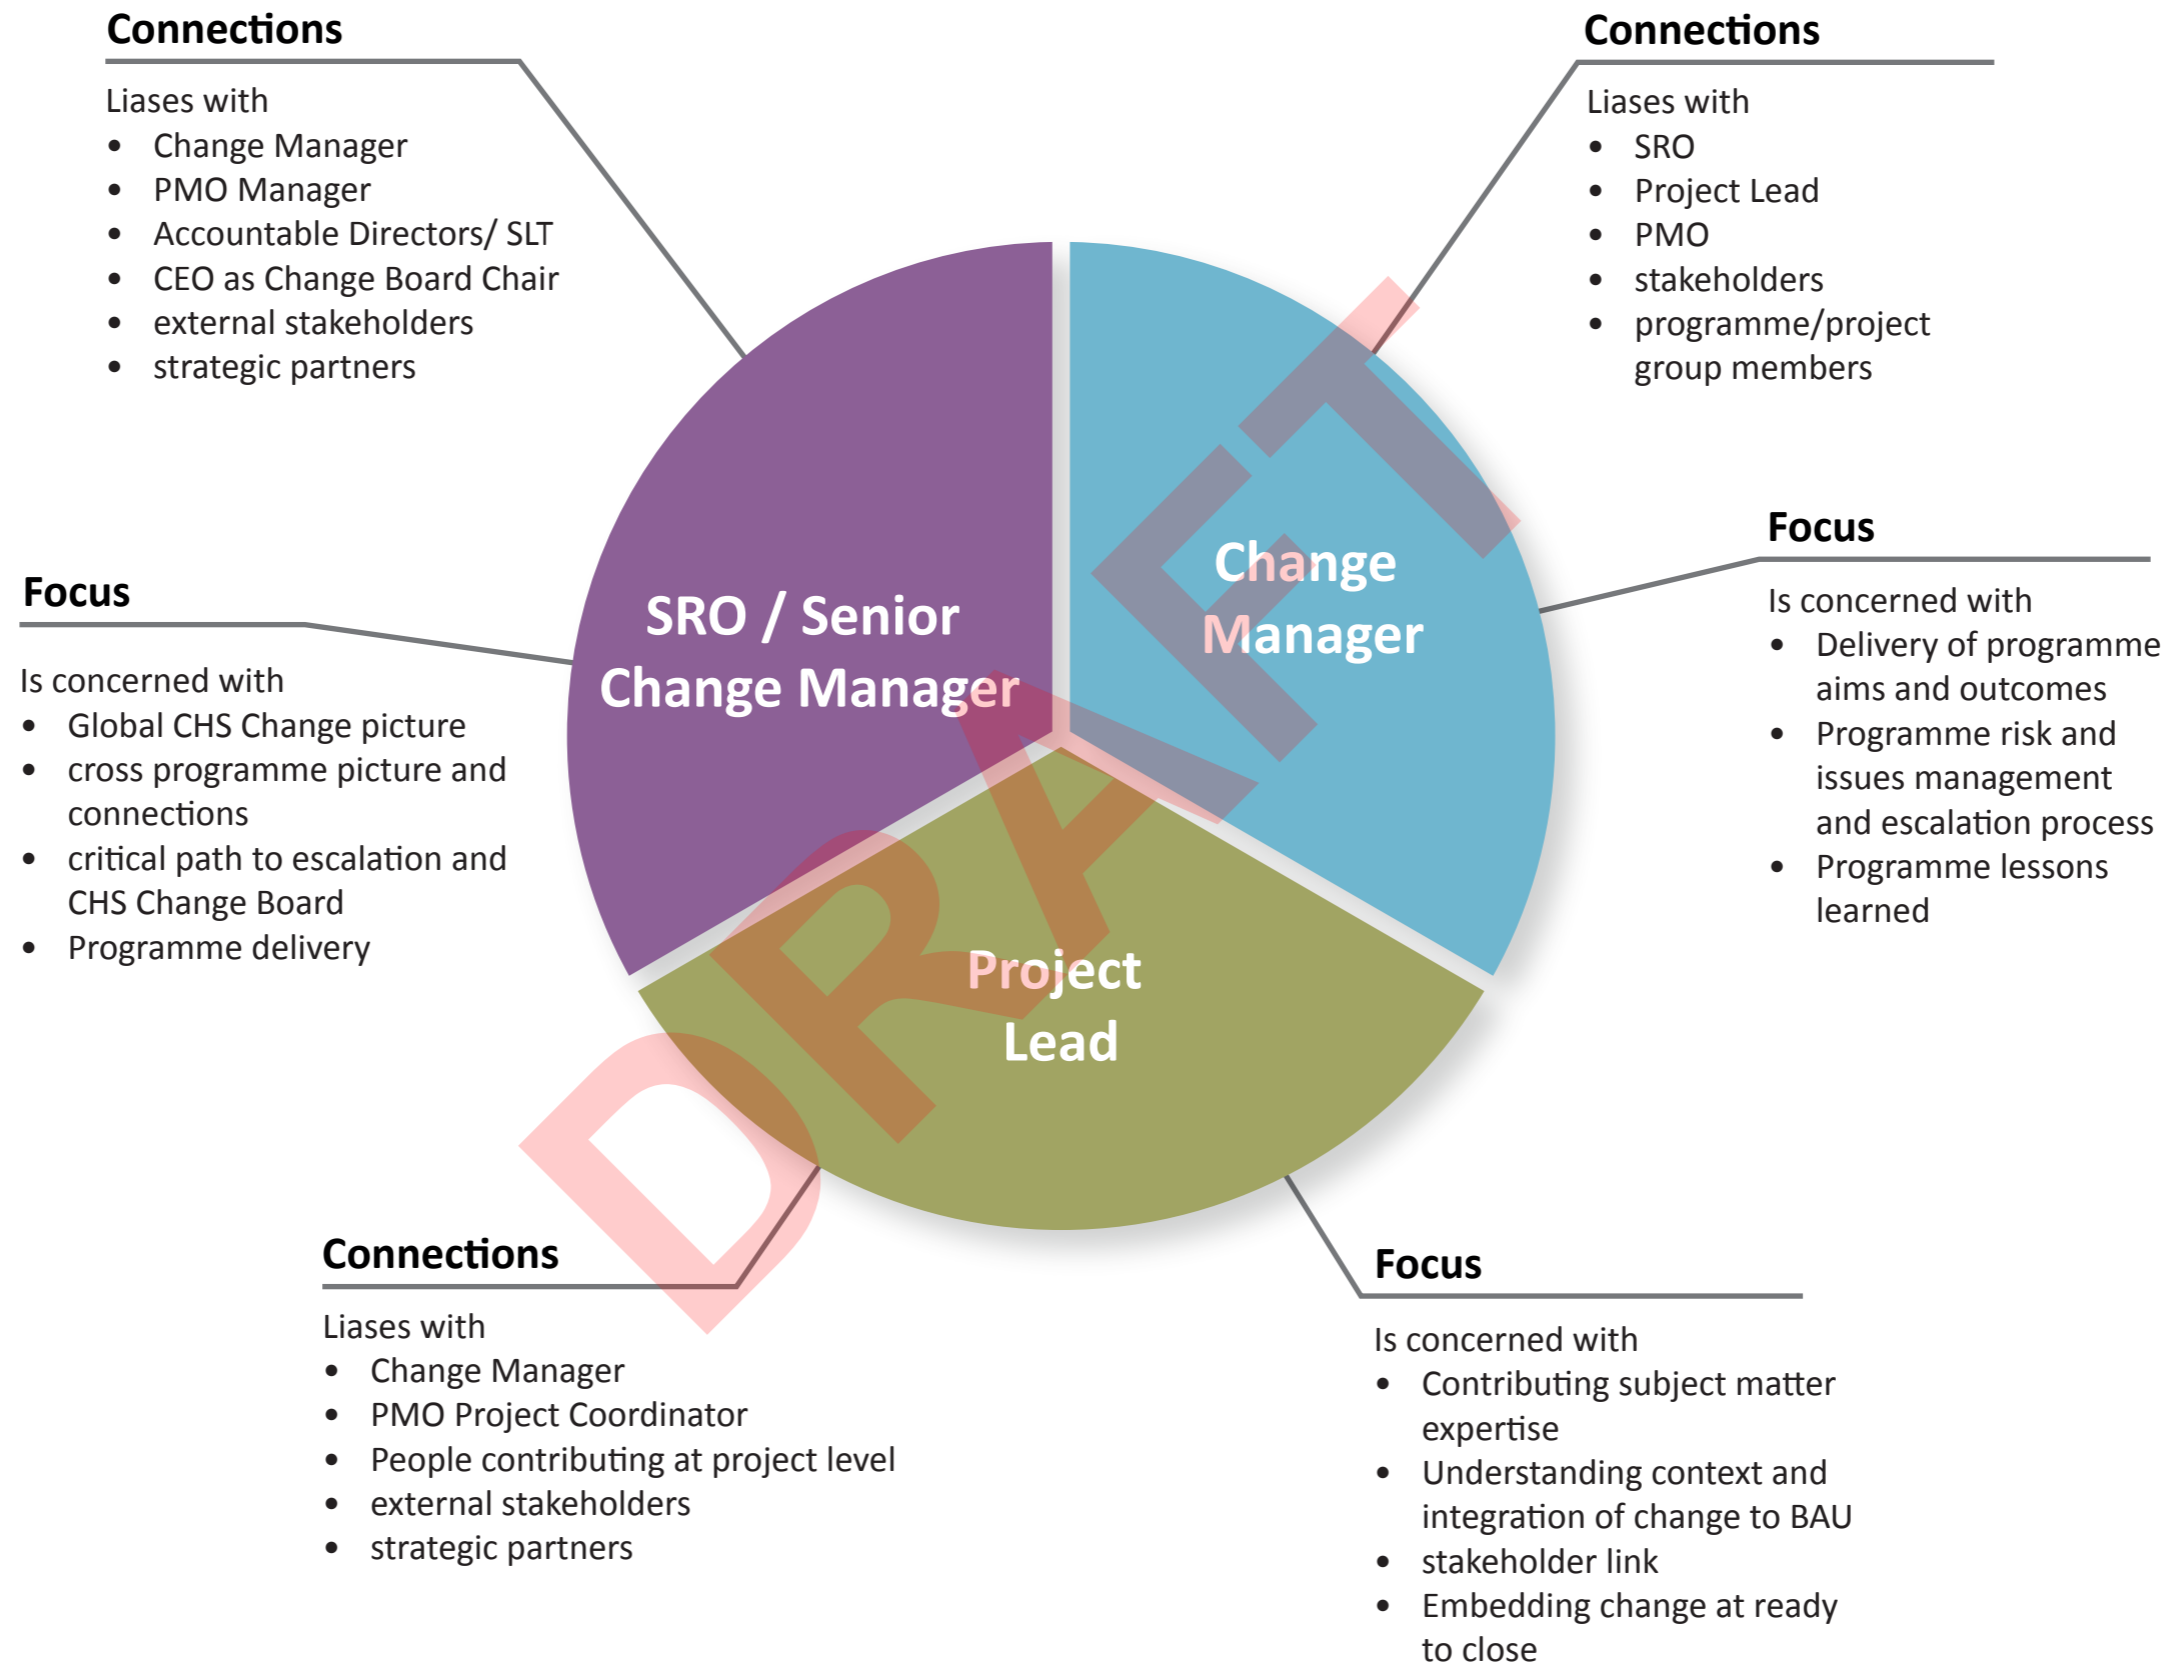 Connections
Liases with
• Change Manager
• PMO Manager
• Accountable Directors/ SLT
• CEO as Change Board Chair
• external stakeholders
• strategic partners
Connections
Liases with
• SRO
• Project Lead
• PMO
• stakeholders
• programme/project
group members
Focus
Is concerned with
• Global CHS Change picture
• cross programme picture and
connections
• critical path to escalation and
CHS Change Board
• Programme delivery
SRO / Senior
Change Manager
Change
Manager
Focus
Is concerned with
• Delivery of programme
aims and outcomes
• Programme risk and
issues management
and escalation process
• Programme lessons
learned
Project
Lead
DRAFT
Connections
Liases with
• Change Manager
• PMO Project Coordinator
• People contributing at project level
• external stakeholders
• strategic partners
Focus
Is concerned with
• Contributing subject matter
expertise
• Understanding context and
integration of change to BAU
• stakeholder link
• Embedding change at ready
to close